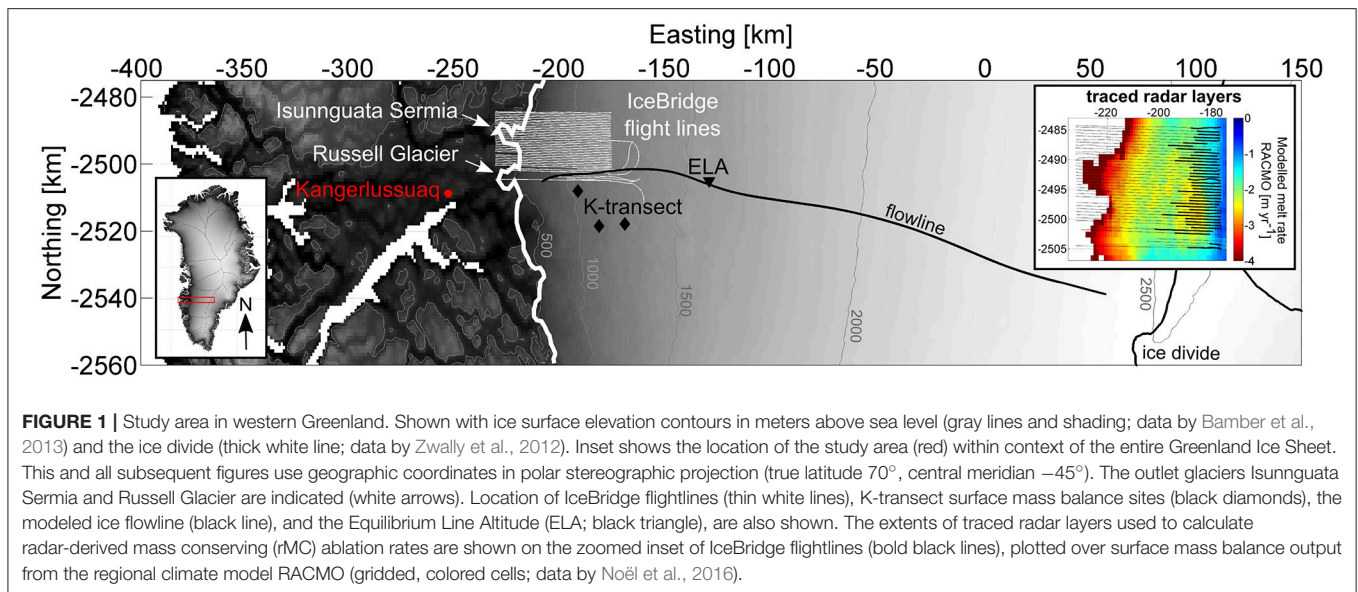 Easting [km]
-400 -350 -300 -250 -200 -150 -100 -50 0 50 100 150
Northing [km]
-2480
-2500
-2520
-2540
-2560
Isunnguata Sermia
Russell Glacier
Kangerlussuaq
IceBridge
flight lines
ELA
K-transect
flowline
500
1000
1500
2000
2500
ice divide
N
traced radar layers
-220 -200 -180
-2485
-2490
-2495
-2500
-2505
0
-1
-2
-3
-4
Modelled melt rate
RACMO [m yr⁻¹]
FIGURE 1 | Study area in western Greenland. Shown with ice surface elevation contours in meters above sea level (gray lines and shading; data by Bamber et al.,
2013) and the ice divide (thick white line; data by Zwally et al., 2012). Inset shows the location of the study area (red) within context of the entire Greenland Ice Sheet.
This and all subsequent figures use geographic coordinates in polar stereographic projection (true latitude 70°, central meridian −45°). The outlet glaciers Isunnguata
Sermia and Russell Glacier are indicated (white arrows). Location of IceBridge flightlines (thin white lines), K-transect surface mass balance sites (black diamonds), the
modeled ice flowline (black line), and the Equilibrium Line Altitude (ELA; black triangle), are also shown. The extents of traced radar layers used to calculate
radar-derived mass conserving (rMC) ablation rates are shown on the zoomed inset of IceBridge flightlines (bold black lines), plotted over surface mass balance output
from the regional climate model RACMO (gridded, colored cells; data by Noël et al., 2016).